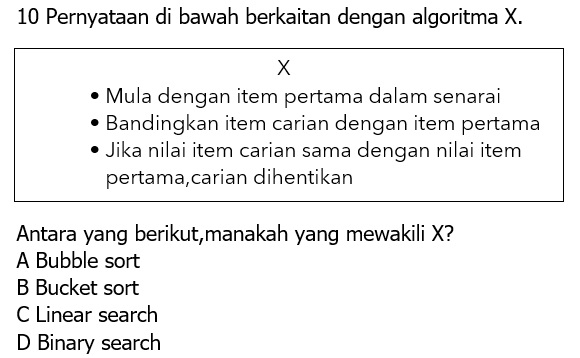 10 Pernyataan di bawah berkaitan dengan algoritma X.
X
• Mula dengan item pertama dalam senarai
• Bandingkan item carian dengan item pertama
• Jika nilai item carian sama dengan nilai item
pertama,carian dihentikan
Antara yang berikut,manakah yang mewakili X?
A Bubble sort
B Bucket sort
C Linear search
D Binary search